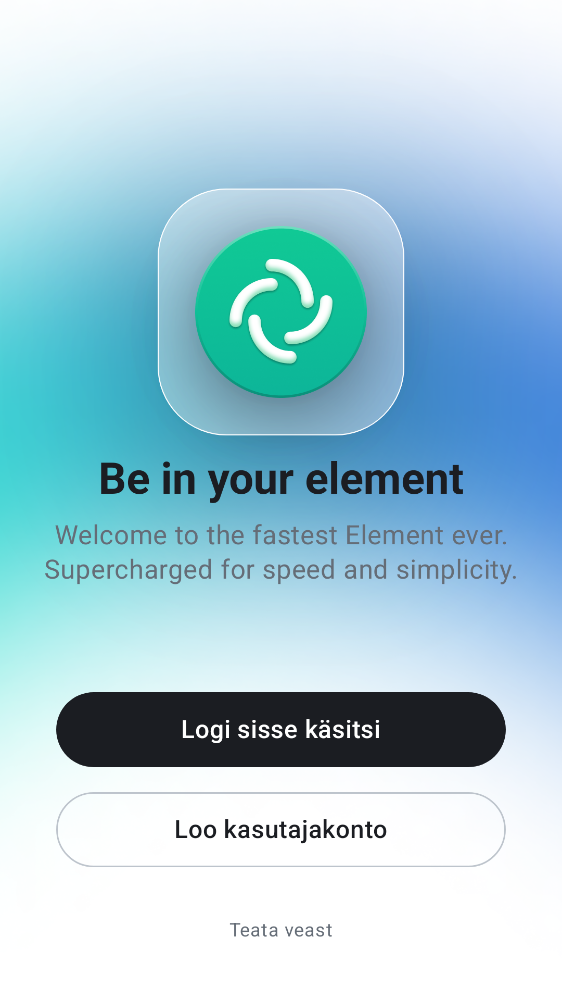 Be in your element
Welcome to the fastest Element ever.
Supercharged for speed and simplicity.
Logi sisse käsitsi
Loo kasutajakonto
Teata veast